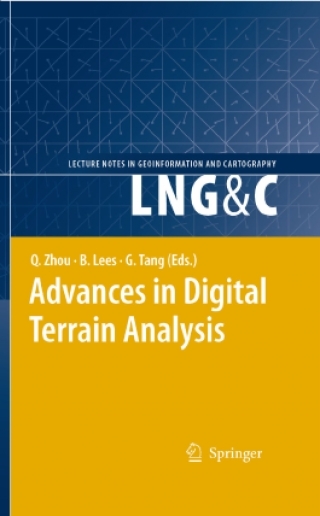 LECTURE NOTES IN GEOINFORMATION AND CARTOGRAPHY
LNG&C
Q. Zhou · B. Lees · G. Tang (Eds.)
Advances in Digital
Terrain Analysis
Springer